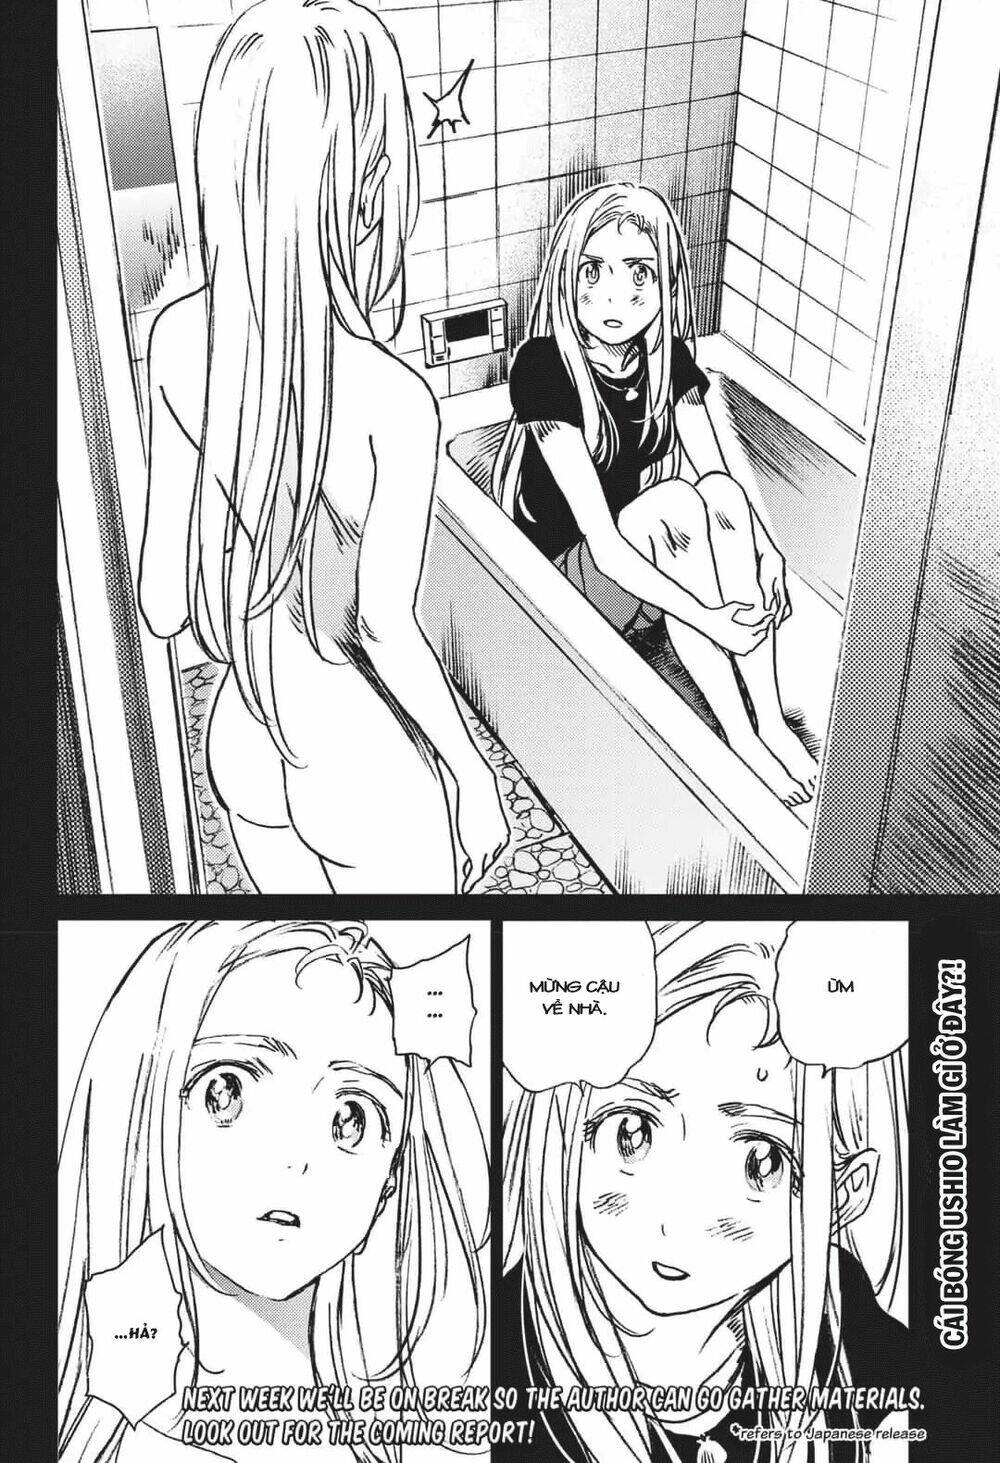 ỪM
MỪNG CẬU
VỀ NHÀ.
...
...
...HẢ?
CÁI BÓNG USHIO LÀM GÌ Ở ĐÂY?!
NEXT WEEK WE'LL BE ON BREAK SO THE AUTHOR CAN GO GATHER MATERIALS.
LOOK OUT FOR THE COMING REPORT!
*refers to Japanese release